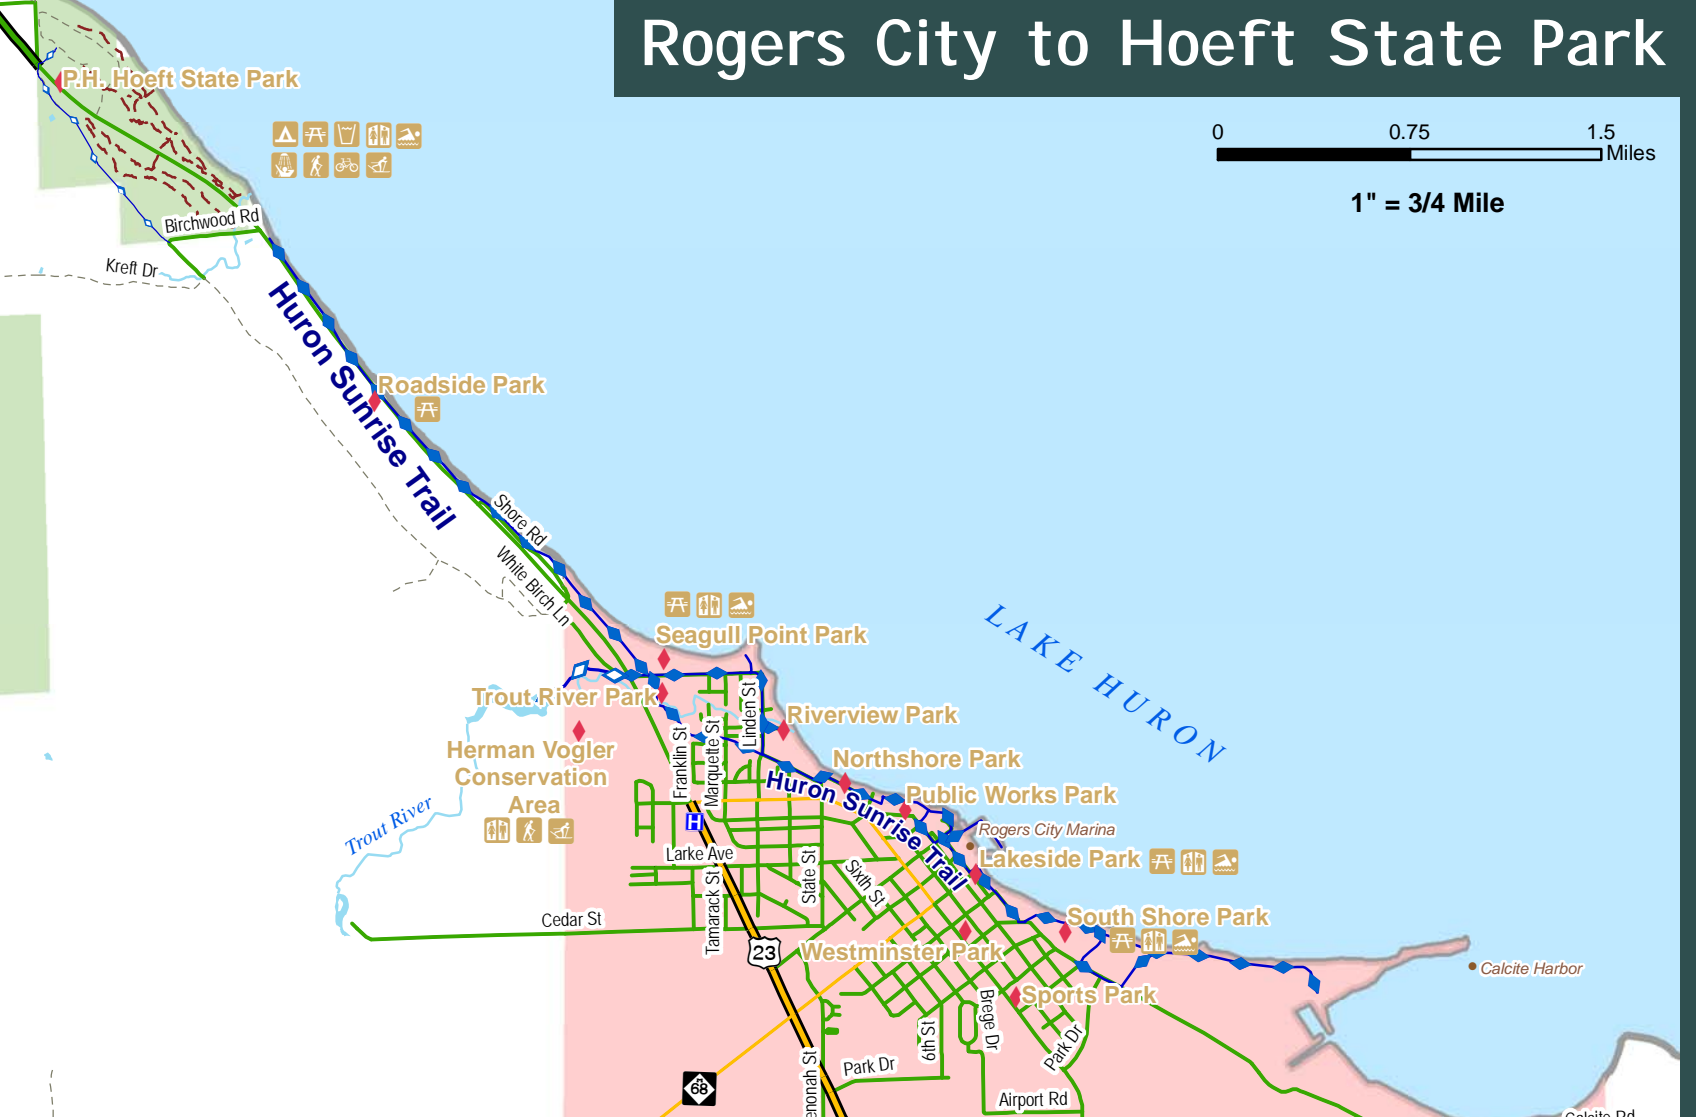 Rogers City to Hoeft State Park
P.H. Hoeft State Park
0 0.75 1.5
Miles
1" = 3/4 Mile
Birchwood Rd
Kreft Dr
Huron Sunrise Trail
Roadside Park
Shore Rd
White Birch Ln
LAKE HURON
Seagull Point Park
Trout River Park
Linden St
Riverview Park
Franklin St
Marquette St
Herman Vogler
Conservation
Area
Northshore Park
Huron Sunrise Trail
Public Works Park
Trout River
H
Rogers City Marina
Larke Ave
Lakeside Park
State St
Sixth St
Tamarack St
Cedar St
South Shore Park
23
Westminster Park
Calcite Harbor
Sports Park
Brege Dr
6th St
Park Dr
Park Dr
68
enonah St
Airport Rd
Calcite Rd